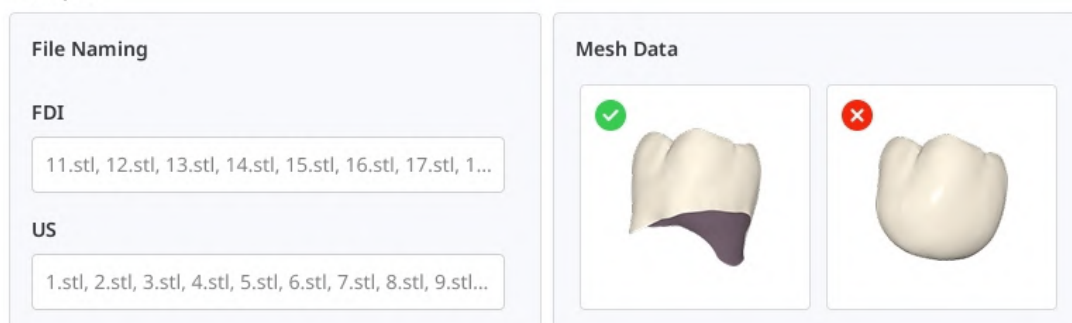 File Naming
FDI
11.stl, 12.stl, 13.stl, 14.stl, 15.stl, 16.stl, 17.stl, 1...
US
1.stl, 2.stl, 3.stl, 4.stl, 5.stl, 6.stl, 7.stl, 8.stl, 9.stl...
Mesh Data